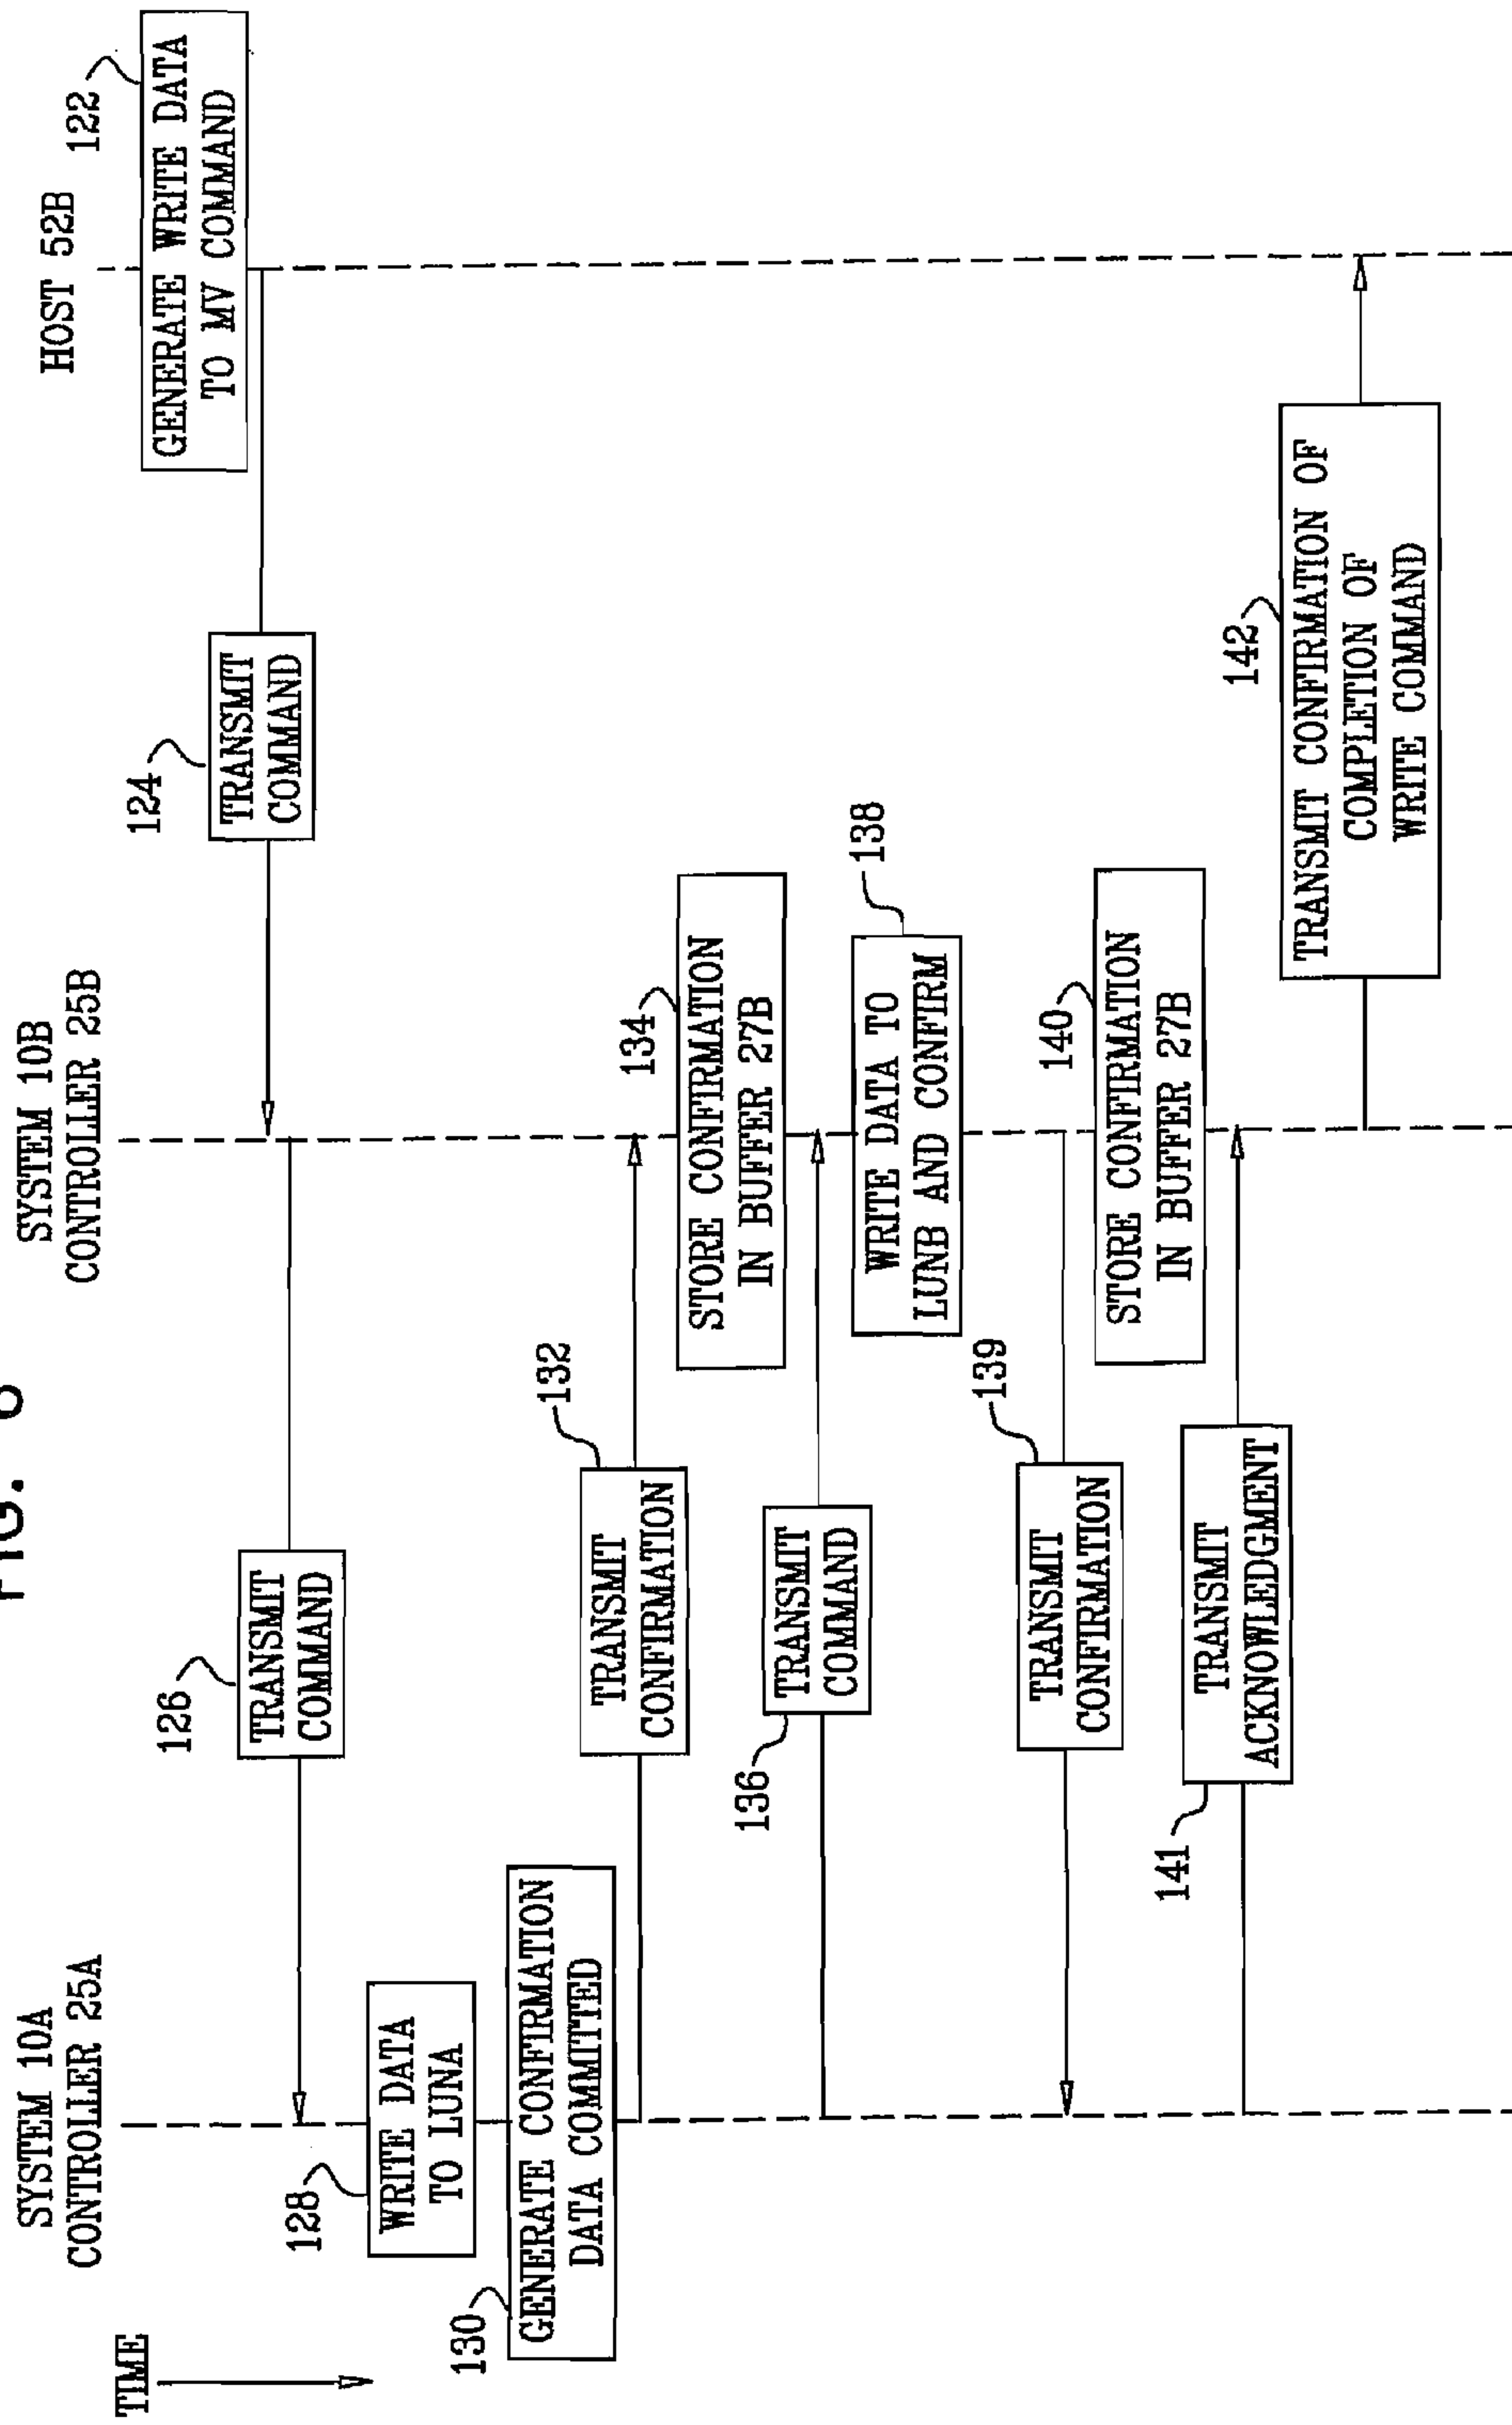 FIG.
TIME
SYSTEM 10A
CONTROLLER 25A
SYSTEM 10B
CONTROLLER 25B
HOST 52B
122
GENERATE WRITE DATA
TO MV COMMAND
124
TRANSMIT
COMMAND
126
TRANSMIT
COMMAND
128
WRITE DATA
TO LUNA
130
GENERATE CONFIRMATION
DATA COMMITTED
132
TRANSMIT
CONFIRMATION
134
STORE CONFIRMATION
IN BUFFER 27B
136
TRANSMIT
COMMAND
138
WRITE DATA TO
LUNB AND CONFIRM
139
TRANSMIT
CONFIRMATION
140
STORE CONFIRMATION
IN BUFFER 27B
141
TRANSMIT
ACKNOWLEDGMENT
142
TRANSMIT CONFIRMATION OF
COMPLETION OF
WRITE COMMAND